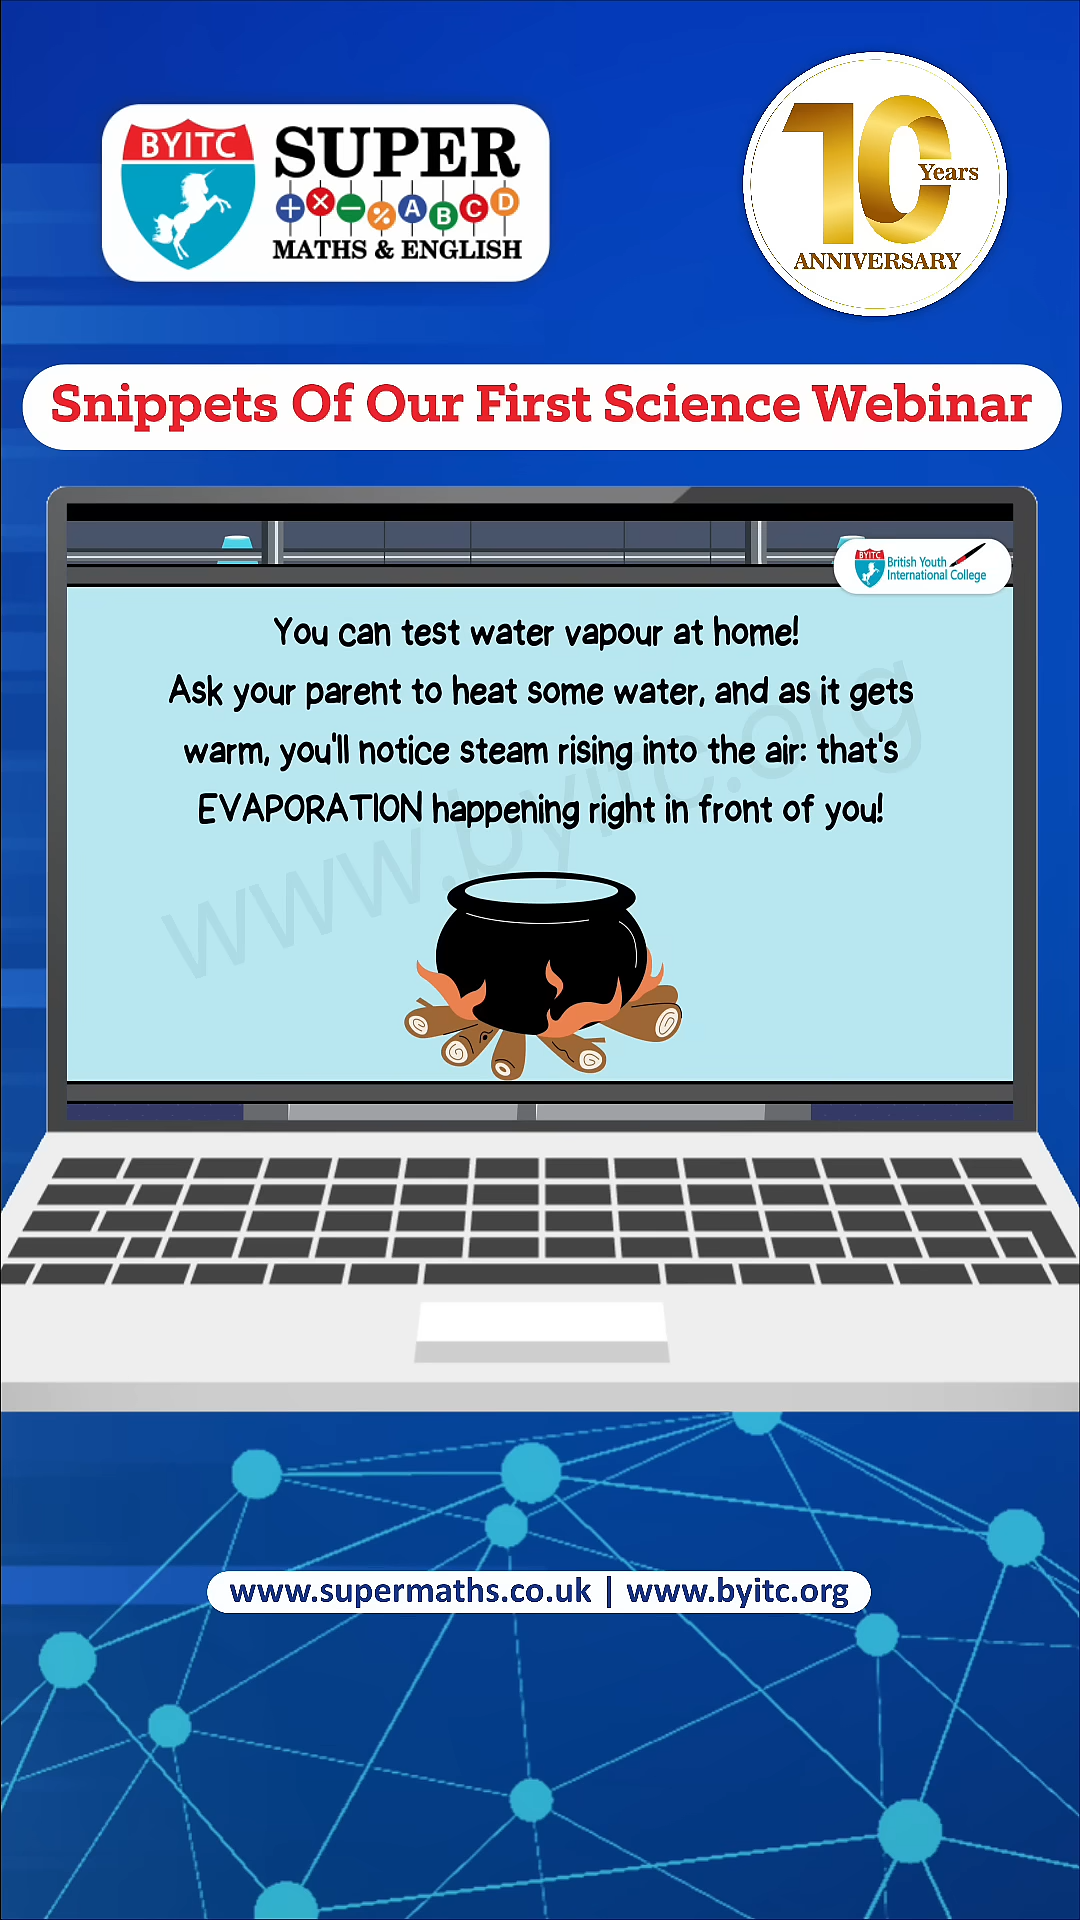 BYITC
SUPER
+ × − % A B C D
MATHS & ENGLISH
10
Years
ANNIVERSARY
Snippets Of Our First Science Webinar
BYITC
British Youth
International College
You can test water vapour at home!
Ask your parent to heat some water, and as it gets
warm, you'll notice steam rising into the air: that's
EVAPORATION happening right in front of you!
www.byitc.org
www.supermaths.co.uk | www.byitc.org